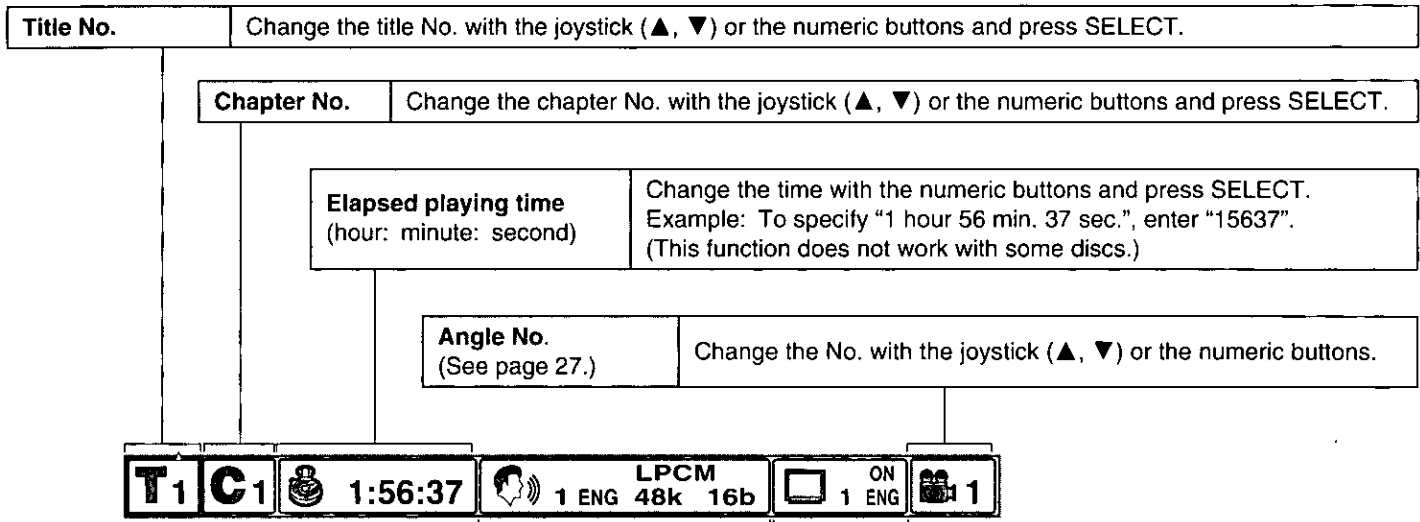 Title No. Change the title No. with the joystick (▲, ▼) or the numeric buttons and press SELECT.
Chapter No. Change the chapter No. with the joystick (▲, ▼) or the numeric buttons and press SELECT.
Elapsed playing time
(hour: minute: second)
Change the time with the numeric buttons and press SELECT.
Example: To specify “1 hour 56 min. 37 sec.”, enter “15637”.
(This function does not work with some discs.)
Angle No.
(See page 27.)
Change the No. with the joystick (▲, ▼) or the numeric buttons.
T 1 C 1 1:56:37 1 ENG LPCM 48k 16b 1 ON ENG 1